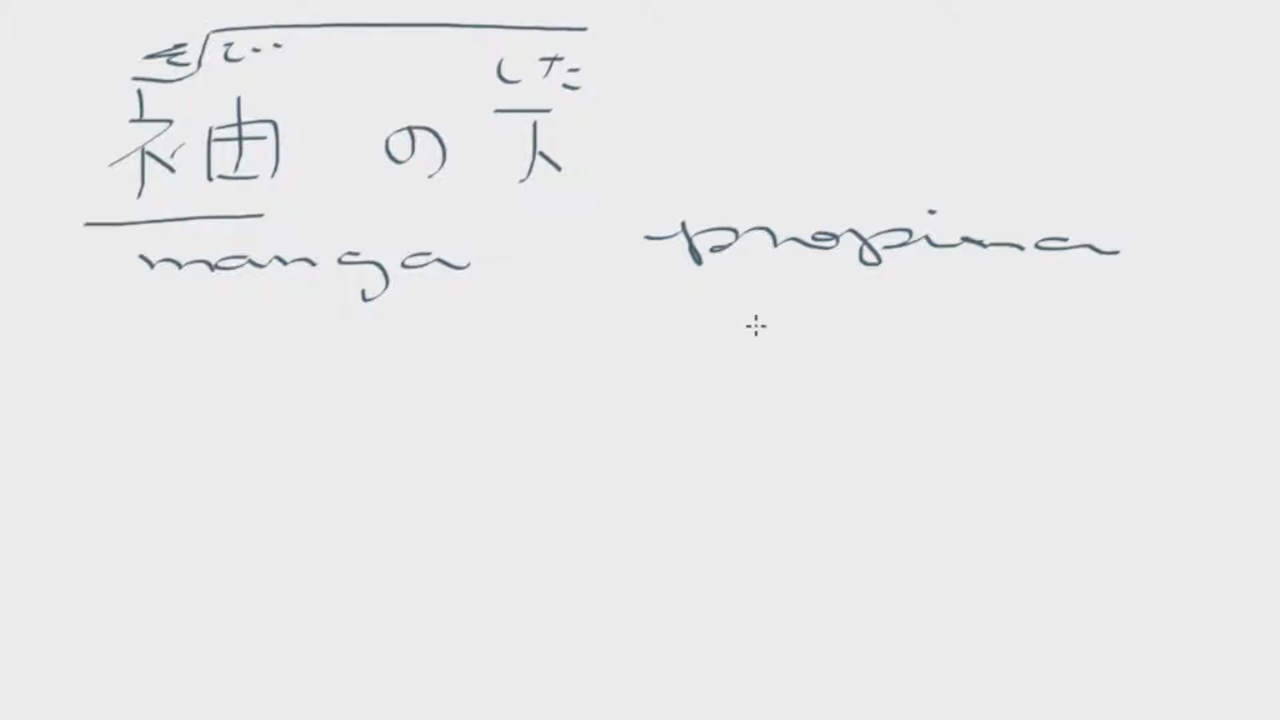 そで した
袖 の 下
manga propina